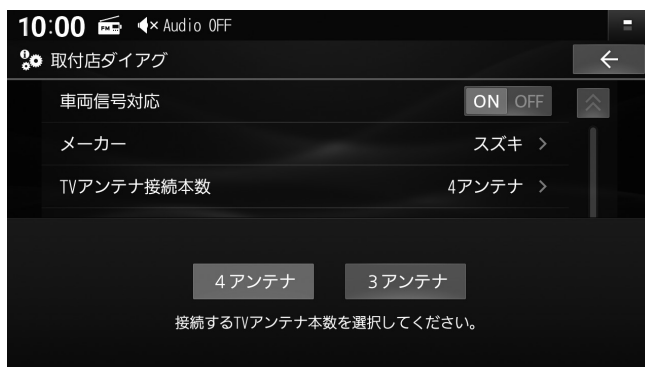 10:00 FM Audio OFF
取付店ダイアグ
車両信号対応 ON OFF
メーカー スズキ
TVアンテナ接続本数 4アンテナ
4アンテナ 3アンテナ
接続するTVアンテナ本数を選択してください。